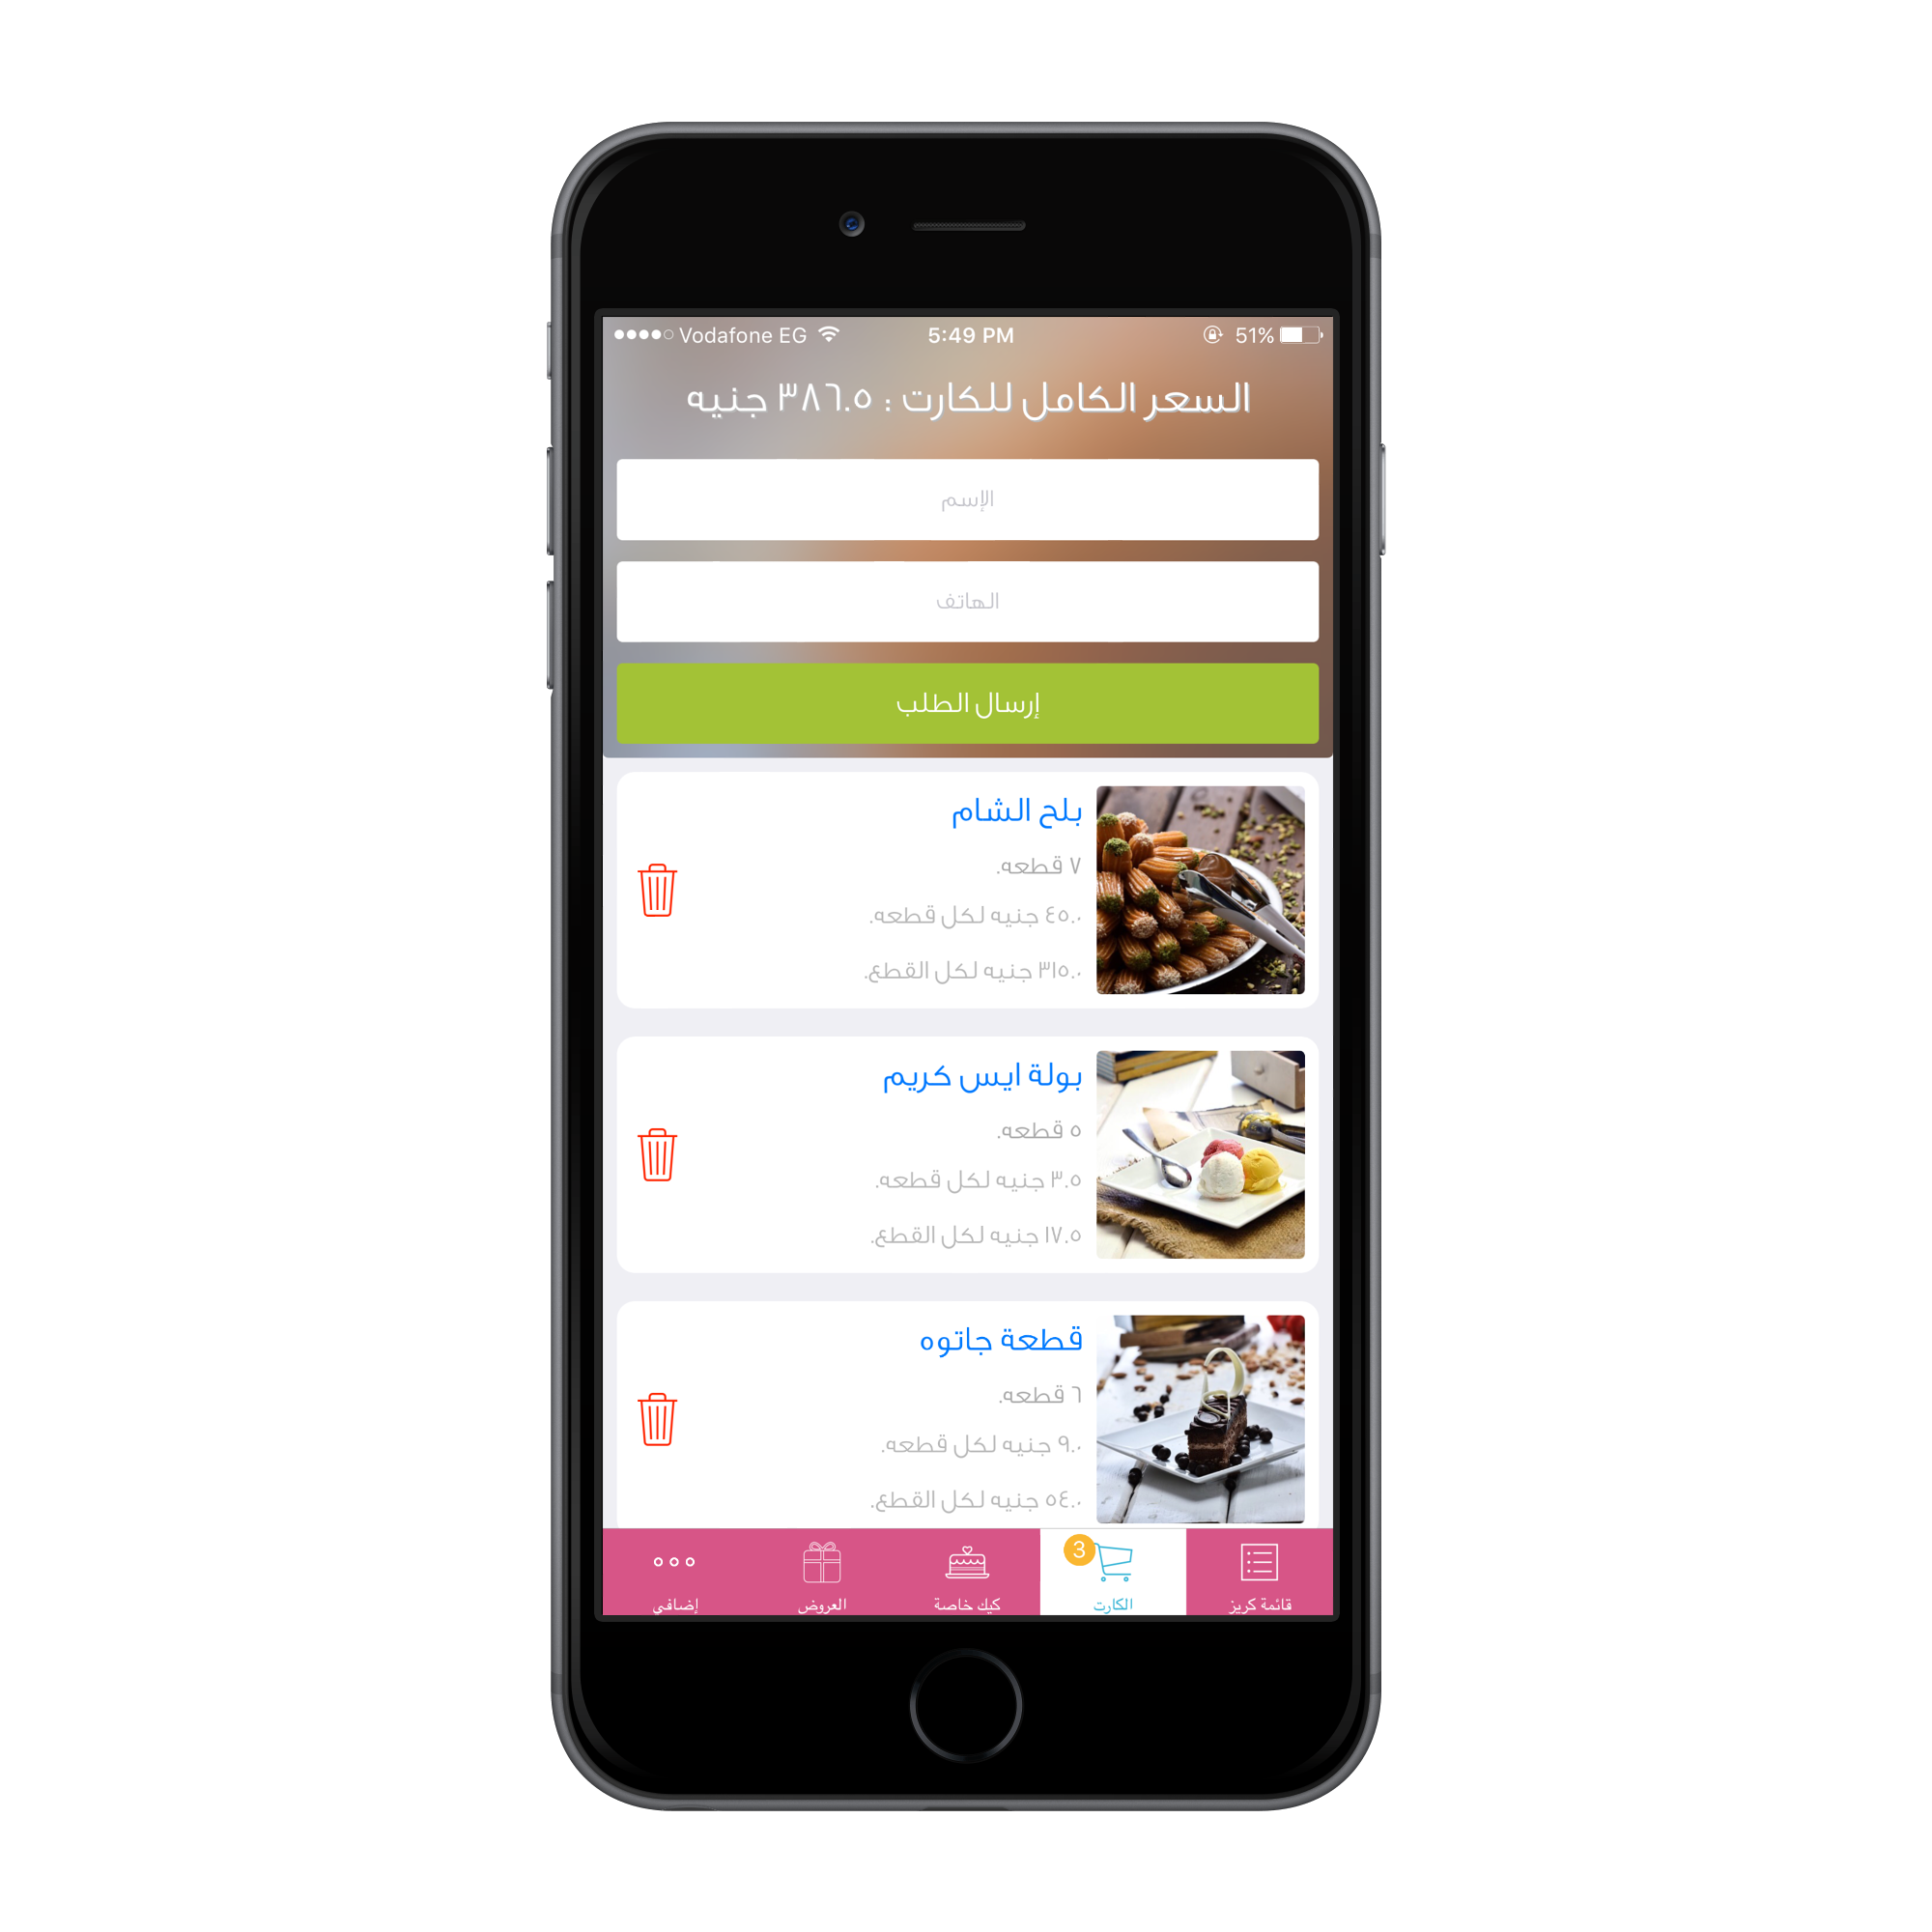 Vodafone EG 5:49 PM 51%
السعر الكامل للكارت : ٣٨٦.٥ جنيه
الإسم
الهاتف
إرسال الطلب
بلح الشام
٧ قطعه.
٤٥.٠ جنيه لكل قطعه.
٣١٥.٠ جنيه لكل القطع.
بولة ايس كريم
٥ قطعه.
٣.٥ جنيه لكل قطعه.
١٧.٥ جنيه لكل القطع.
قطعة جاتوه
٦ قطعه.
٩.٠ جنيه لكل قطعه.
٥٤.٠ جنيه لكل القطع.
3
قائمة كريز الكارت كيك خاصة العروض إضافي